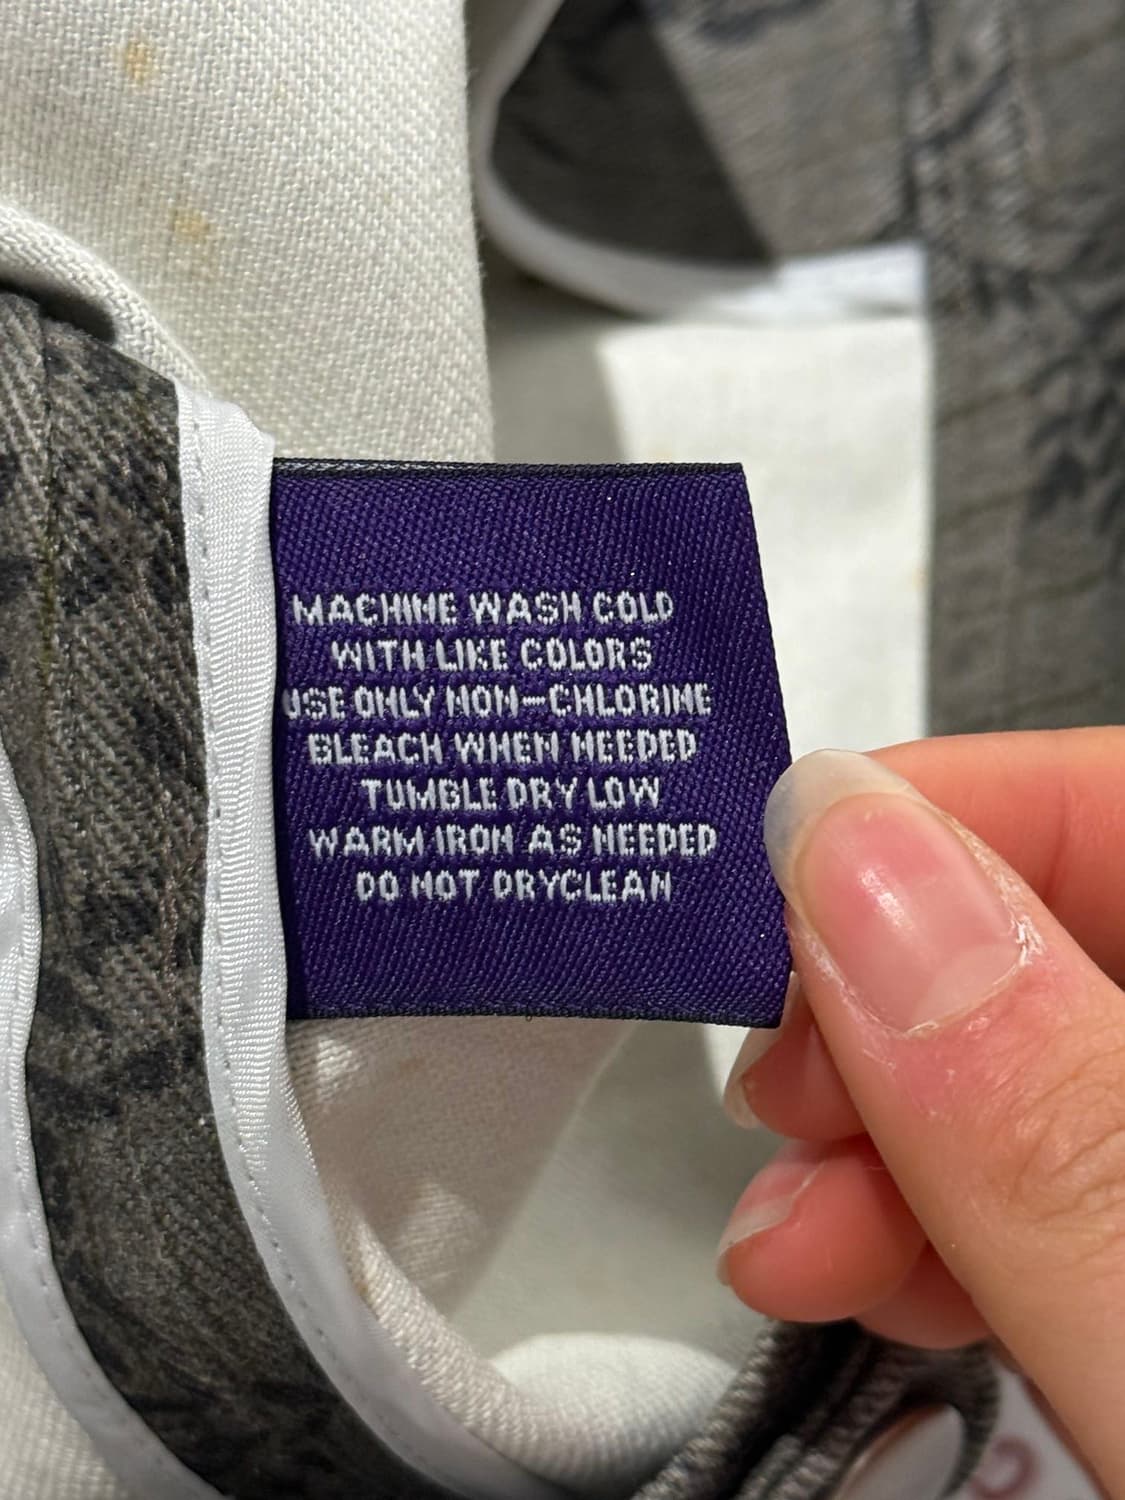 MACHINE WASH COLD
WITH LIKE COLORS
USE ONLY NON-CHLORINE
BLEACH WHEN NEEDED
TUMBLE DRY LOW
WARM IRON AS NEEDED
DO NOT DRYCLEAN